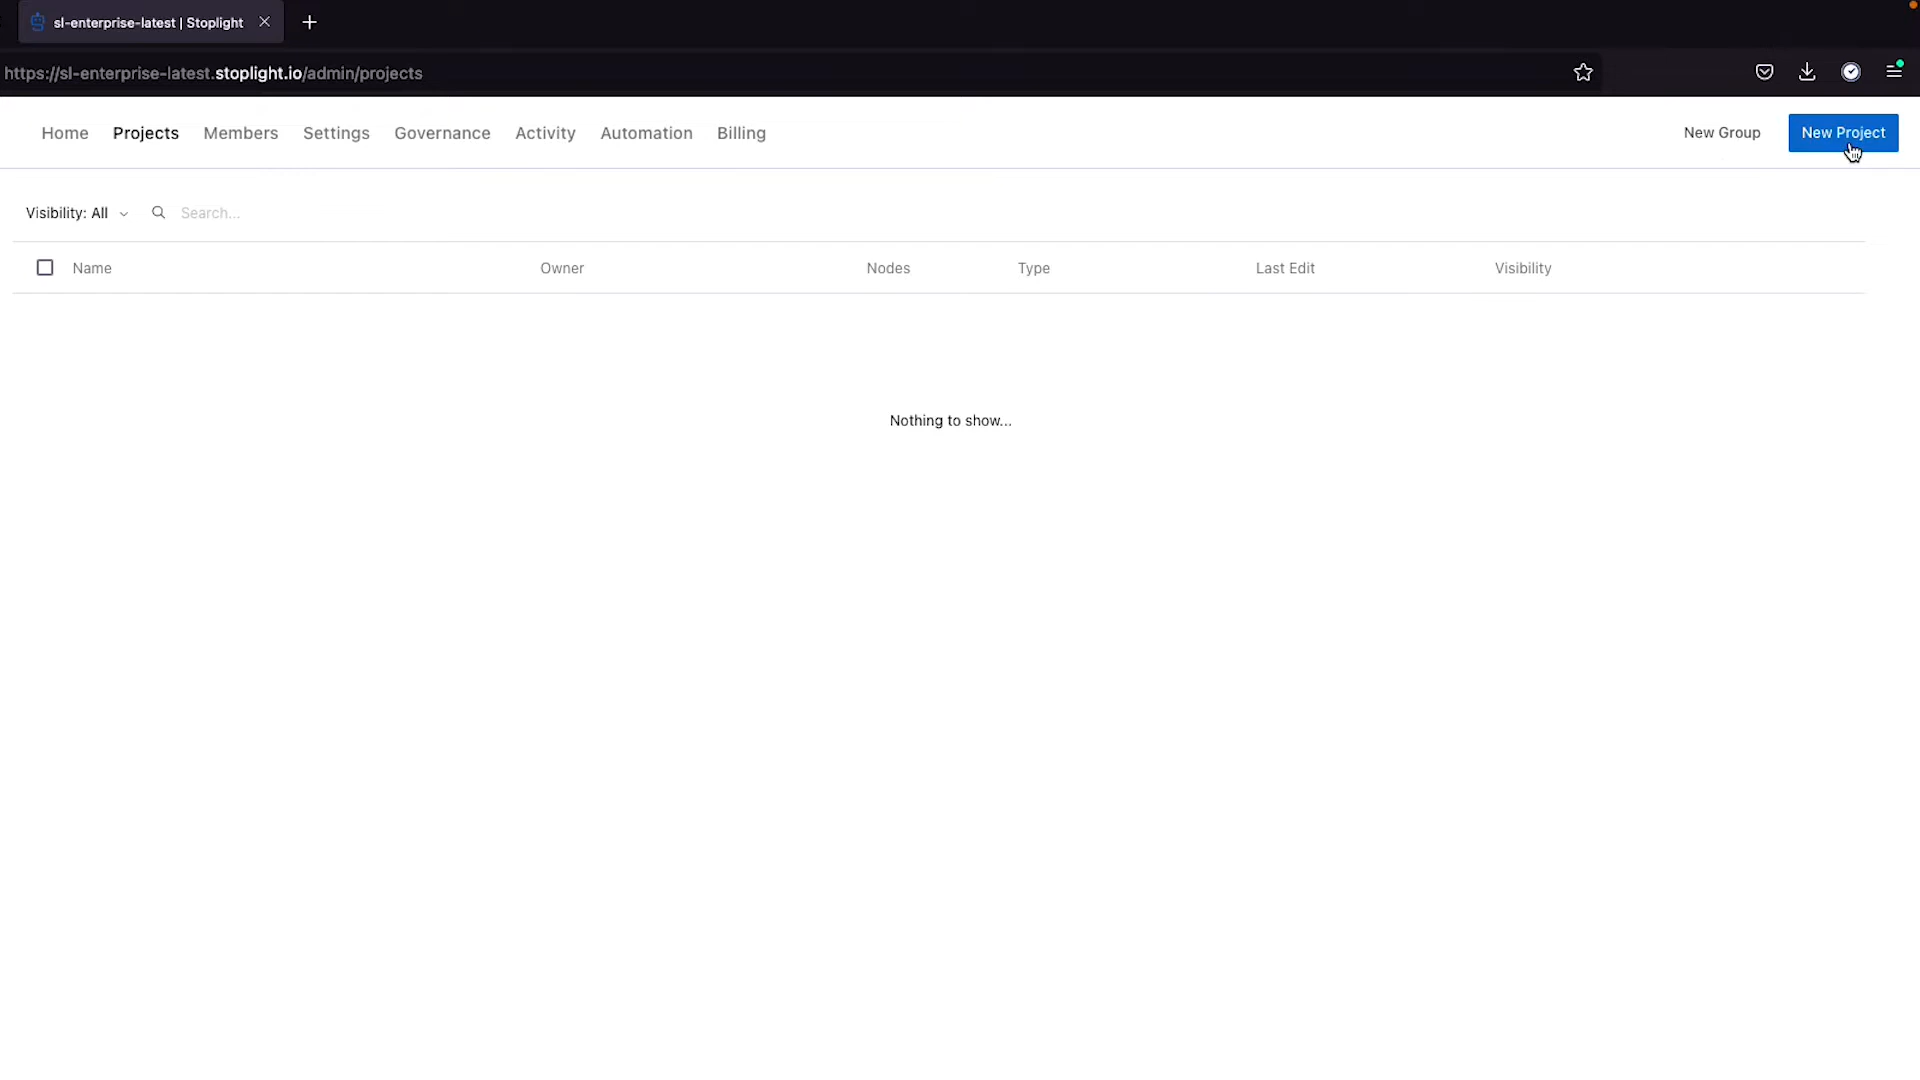 sl-enterprise-latest | Stoplight
https://sl-enterprise-latest.stoplight.io/admin/projects
Home Projects Members Settings Governance Activity Automation Billing New Group New Project
Visibility: All Search...
Name Owner Nodes Type Last Edit Visibility
Nothing to show...